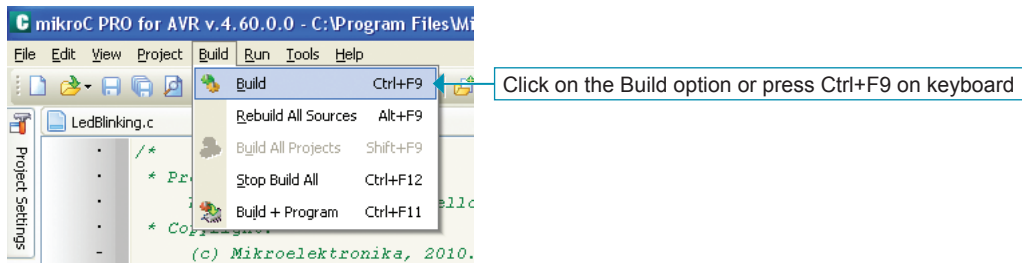 mikroC PRO for AVR v.4.60.0.0 - C:\Program Files\Mi
File Edit View Project Build Run Tools Help
Build Ctrl+F9
Click on the Build option or press Ctrl+F9 on keyboard
Rebuild All Sources Alt+F9
Build All Projects Shift+F9
Stop Build All Ctrl+F12
Build + Program Ctrl+F11
LedBlinking.c
Project Settings
/*
* Pr
* Co
(c) Mikroelektronika, 2010.